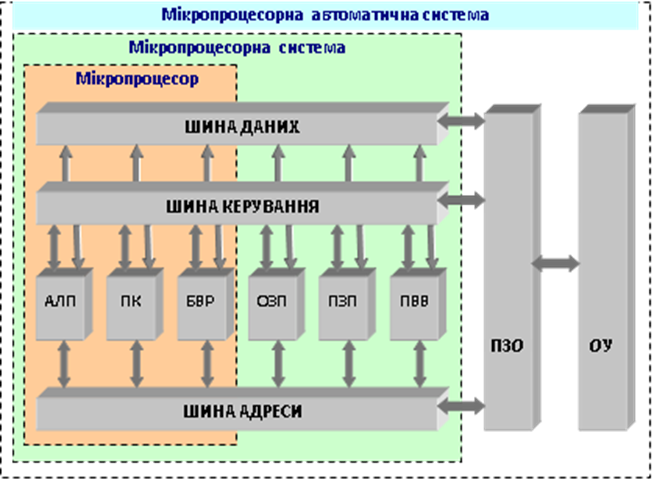 Мікропроцесорна автоматична система
Мікропроцесорна система
Мікропроцесор
ШИНА ДАНИХ
ШИНА КЕРУВАННЯ
АЛП ПК БВР ОЗП ПЗП ПВВ
ПЗО ОУ
ШИНА АДРЕСИ